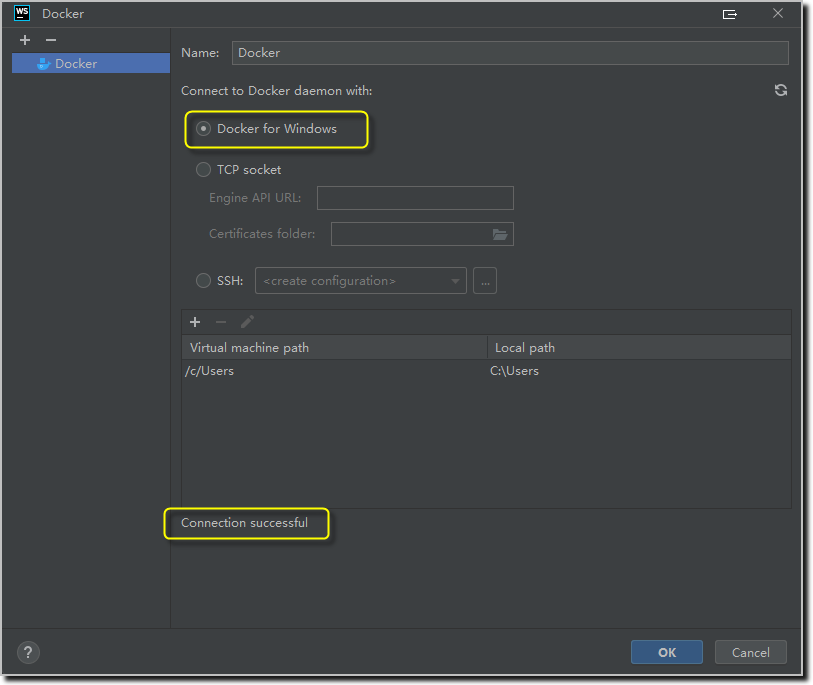 WS Docker
Docker
Name: Docker
Connect to Docker daemon with:
Docker for Windows
TCP socket
Engine API URL:
Certificates folder:
SSH: <create configuration> ...
Virtual machine path Local path
/c/Users C:\Users
Connection successful
? OK Cancel